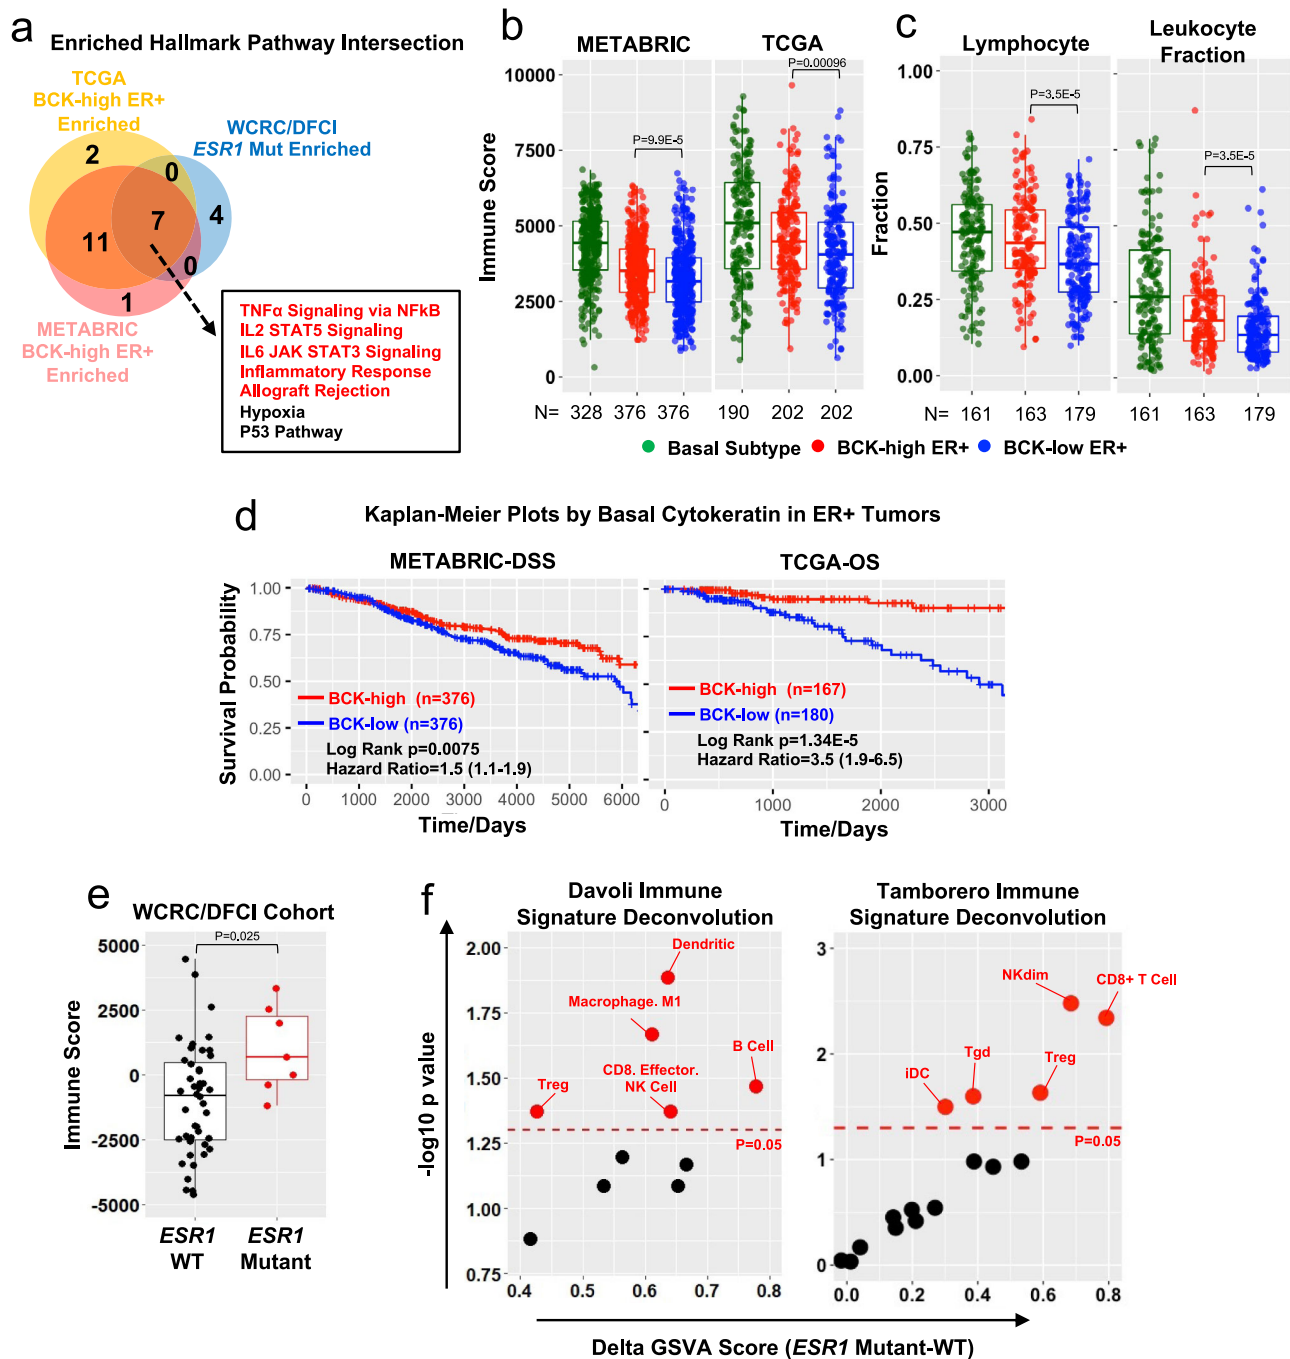 a
Enriched Hallmark Pathway Intersection
TCGA
BCK-high ER+
Enriched
WCRC/DFCI
ESR1 Mut Enriched
2
0
7
4
11
0
1
METABRIC
BCK-high ER+
Enriched
TNFα Signaling via NFkB
IL2 STAT5 Signaling
IL6 JAK STAT3 Signaling
Inflammatory Response
Allograft Rejection
Hypoxia
P53 Pathway
b
METABRIC
TCGA
Immune Score
10000
7500
5000
2500
0
P=9.9E-5
P=0.00096
N= 328 376 376 190 202 202
c
Lymphocyte
Leukocyte
Fraction
Fraction
1.00
0.75
0.50
0.25
0.00
P=3.5E-5
P=3.5E-5
N= 161 163 179 161 163 179
Basal Subtype BCK-high ER+ BCK-low ER+
d
Kaplan-Meier Plots by Basal Cytokeratin in ER+ Tumors
METABRIC-DSS
TCGA-OS
Survival Probability
1.00
0.75
0.50
0.25
0.00
BCK-high (n=376)
BCK-low (n=376)
Log Rank p=0.0075
Hazard Ratio=1.5 (1.1-1.9)
0 1000 2000 3000 4000 5000 6000
Time/Days
BCK-high (n=167)
BCK-low (n=180)
Log Rank p=1.34E-5
Hazard Ratio=3.5 (1.9-6.5)
0 1000 2000 3000
Time/Days
e
WCRC/DFCI Cohort
P=0.025
Immune Score
5000
2500
0
-2500
-5000
ESR1
WT
ESR1
Mutant
f
Davoli Immune
Signature Deconvolution
Tamborero Immune
Signature Deconvolution
-log10 p value
2.00
1.75
1.50
1.25
1.00
0.75
Dendritic
Macrophage. M1
B Cell
CD8. Effector.
NK Cell
Treg
P=0.05
0.4 0.5 0.6 0.7 0.8
3
2
1
0
NKdim
CD8+ T Cell
Tgd
Treg
iDC
P=0.05
0.0 0.2 0.4 0.6 0.8
Delta GSVA Score (ESR1 Mutant-WT)